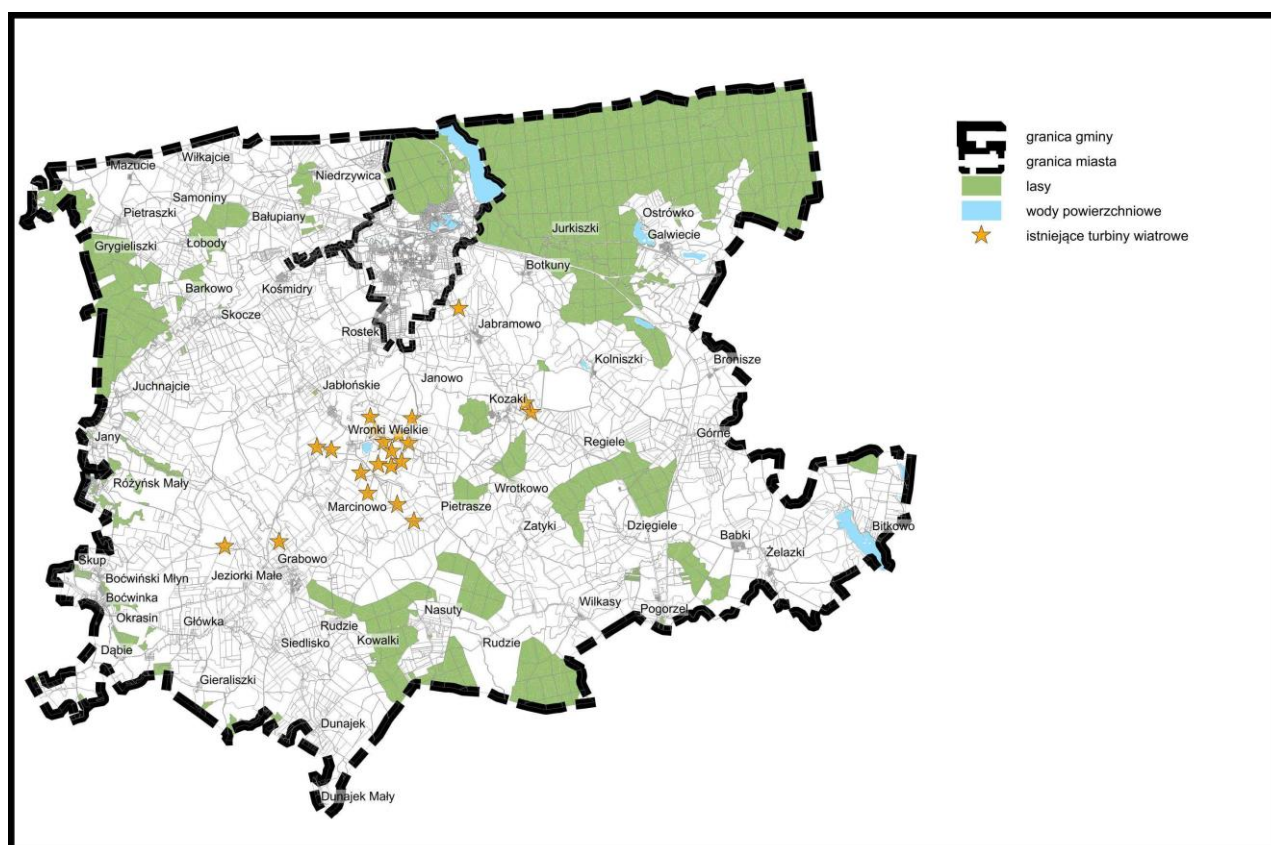 granica gminy
granica miasta
lasy
wody powierzchniowe
istniejące turbiny wiatrowe
Mazucie
Wiłkajcie
Niedrzywica
Samoniny
Pietraszki
Bałupiany
Ostrówko
Jurkiszki
Galwiecie
Grygieliszki
Łobody
Botkuny
Barkowo
Kośmidry
Skocze
Rostek
Jabramowo
Kolniszki
Bronisze
Juchnajcie
Jabłońskie
Janowo
Kozaki
Wronki Wielkie
Górne
Jany
Regiele
Różyńsk Mały
Wrotkowo
Marcinowo
Pietrasze
Zatyki
Dzięgiele
Bitkowo
Babki
Żelazki
Skup
Grabowo
Boćwiński Młyn
Jeziorki Małe
Boćwinka
Wilkasy
Pogorzel
Okrasin
Główka
Rudzie
Nasuty
Dąbie
Siedlisko
Kowalki
Rudzie
Gieraliszki
Dunajek
Dunajek Mały